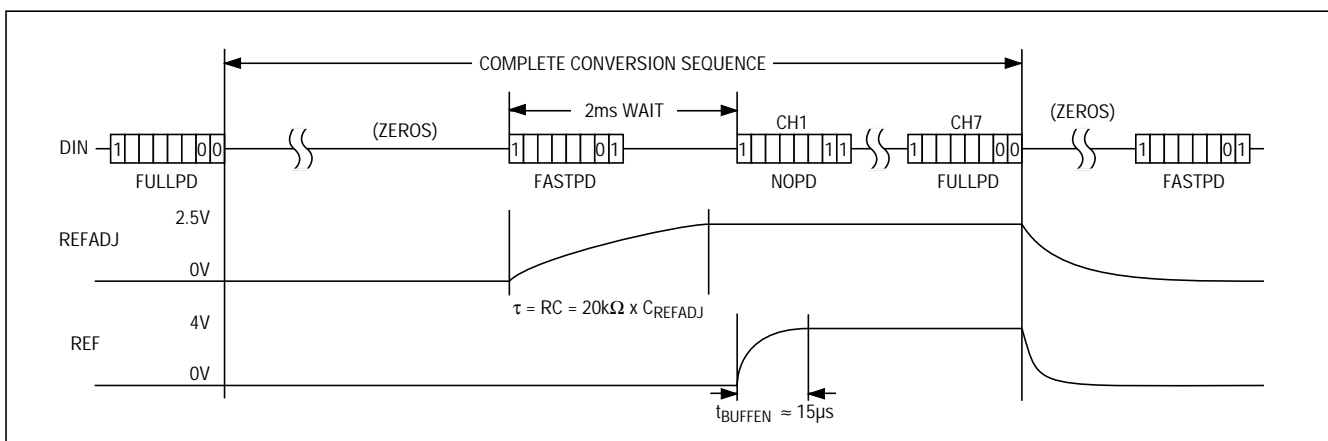 COMPLETE CONVERSION SEQUENCE
2ms WAIT
(ZEROS)
(ZEROS)
CH1
CH7
DIN
1 0 0
1 0 1
1 1 1
1 0 0
1 0 1
FULLPD
FASTPD
NOPD
FULLPD
FASTPD
2.5V
REFADJ
0V
τ = RC = 20kΩ x CREFADJ
4V
REF
0V
tBUFFEN ≈ 15µs